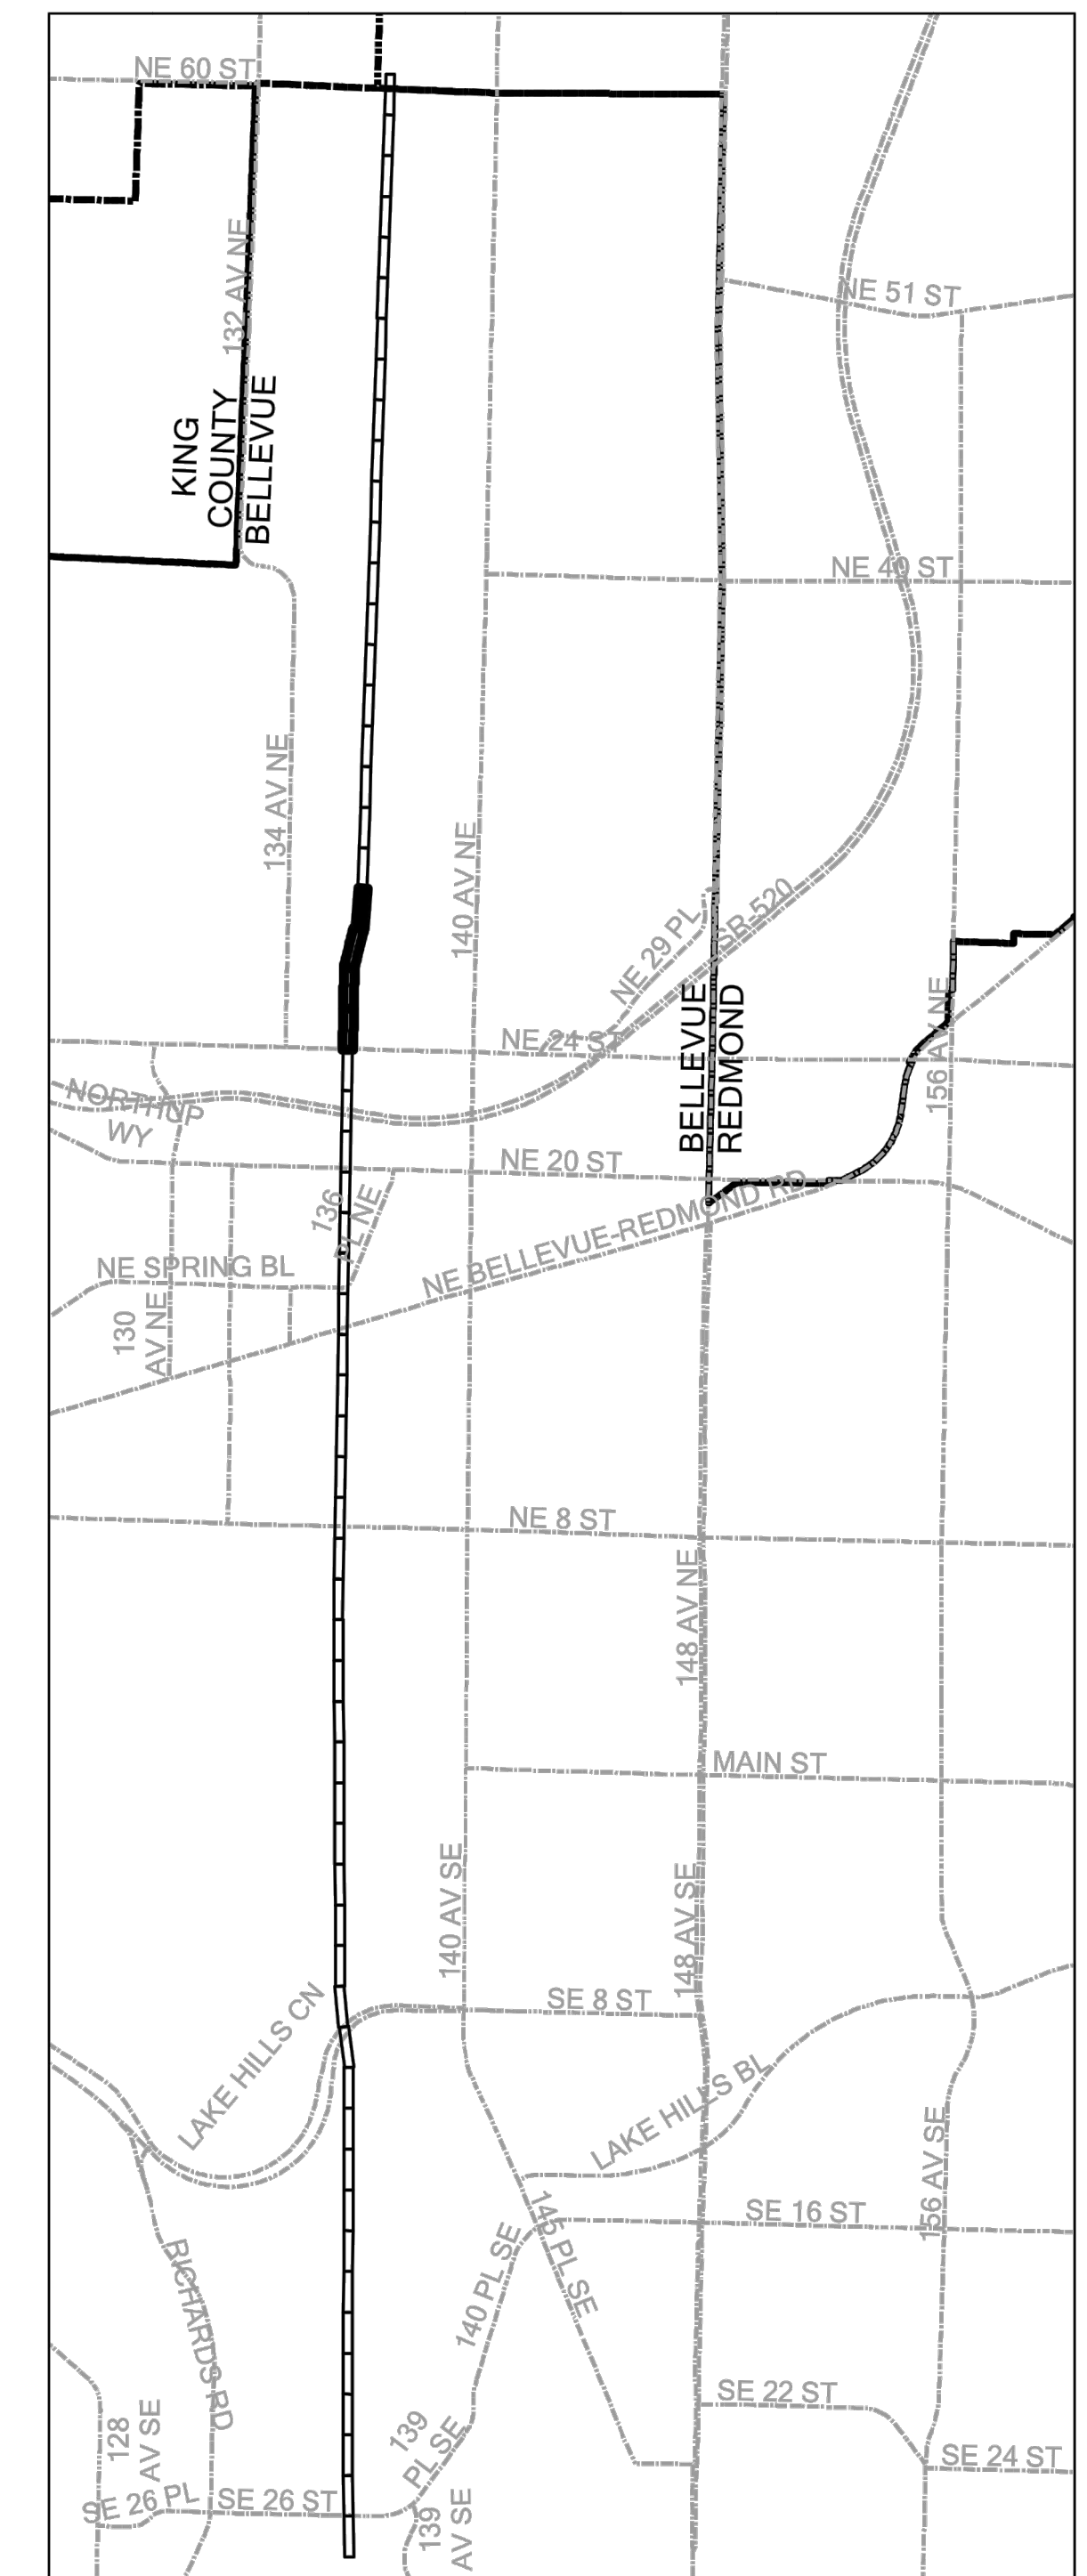 NE 60 ST
132 AV NE
NE 51 ST
KING
COUNTY
BELLEVUE
NE 40 ST
134 AV NE
140 AV NE
SR-520
NE 29 PL
BELLEVUE
REDMOND
NE 24 ST
156 AV NE
NORTHUP
WY
NE 20 ST
136
PL NE
NE BELLEVUE-REDMOND RD
NE SPRING BL
130
AV NE
NE 8 ST
148 AV NE
MAIN ST
140 AV SE
148 AV SE
LAKE HILLS CN
SE 8 ST
LAKE HILLS BL
156 AV SE
145 PL SE
SE 16 ST
140 PL SE
RICHARDS RD
SE 22 ST
128
AV SE
139
PL SE
SE 24 ST
SE 26 PL
SE 26 ST
139
AV SE